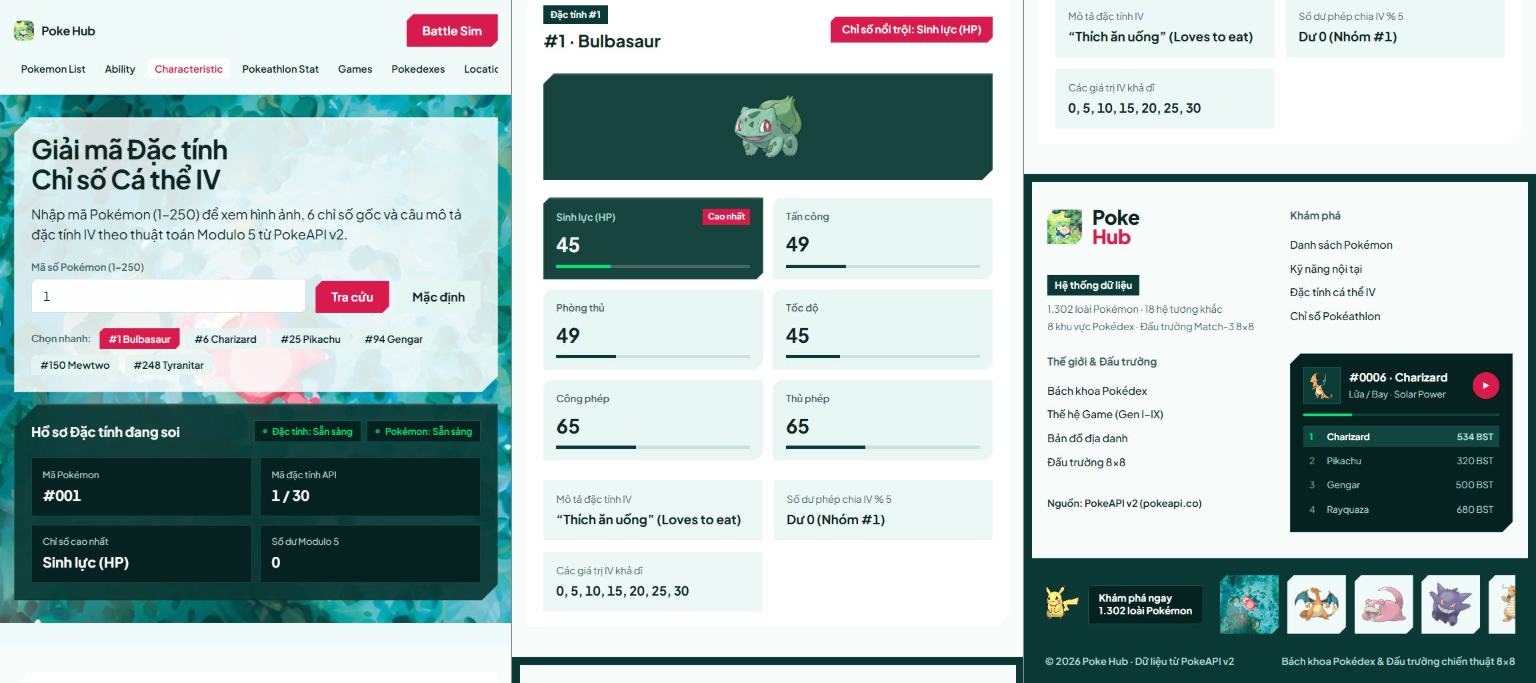 Poke Hub
Battle Sim
Pokemon List Ability Characteristic Pokeathlon Stat Games Pokedexes Locatic
Giải mã Đặc tính
Chỉ số Cá thể IV
Nhập mã Pokémon (1–250) để xem hình ảnh, 6 chỉ số gốc và câu mô tả
đặc tính IV theo thuật toán Modulo 5 từ PokeAPI v2.
Mã số Pokémon (1–250)
1
Tra cứu
Mặc định
Chọn nhanh: #1 Bulbasaur #6 Charizard #25 Pikachu #94 Gengar
#150 Mewtwo #248 Tyranitar
Hồ sơ Đặc tính đang soi
Đặc tính: Sẵn sàng
Pokémon: Sẵn sàng
Mã Pokémon
#001
Mã đặc tính API
1 / 30
Chỉ số cao nhất
Sinh lực (HP)
Số dư Modulo 5
0
Đặc tính #1
#1 · Bulbasaur
Chỉ số nổi trội: Sinh lực (HP)
Sinh lực (HP)
Cao nhất
45
Tấn công
49
Phòng thủ
49
Tốc độ
45
Công phép
65
Thủ phép
65
Mô tả đặc tính IV
“Thích ăn uống” (Loves to eat)
Số dư phép chia IV % 5
Dư 0 (Nhóm #1)
Các giá trị IV khả dĩ
0, 5, 10, 15, 20, 25, 30
Mô tả đặc tính IV
“Thích ăn uống” (Loves to eat)
Số dư phép chia IV % 5
Dư 0 (Nhóm #1)
Các giá trị IV khả dĩ
0, 5, 10, 15, 20, 25, 30
Poke
Hub
Hệ thống dữ liệu
1.302 loài Pokémon · 18 hệ tương khắc
8 khu vực Pokédex · Đấu trường Match-3 8×8
Khám phá
Danh sách Pokémon
Kỹ năng nội tại
Đặc tính cá thể IV
Chỉ số Pokéathlon
Thế giới & Đấu trường
Bách khoa Pokédex
Thế hệ Game (Gen I–IX)
Bản đồ địa danh
Đấu trường 8×8
Nguồn: PokeAPI v2 (pokeapi.co)
#0006 · Charizard
Lửa / Bay · Solar Power
1 Charizard 534 BST
2 Pikachu 320 BST
3 Gengar 500 BST
4 Rayquaza 680 BST
Khám phá ngay
1.302 loài Pokémon
© 2026 Poke Hub · Dữ liệu từ PokeAPI v2
Bách khoa Pokédex & Đấu trường chiến thuật 8×8